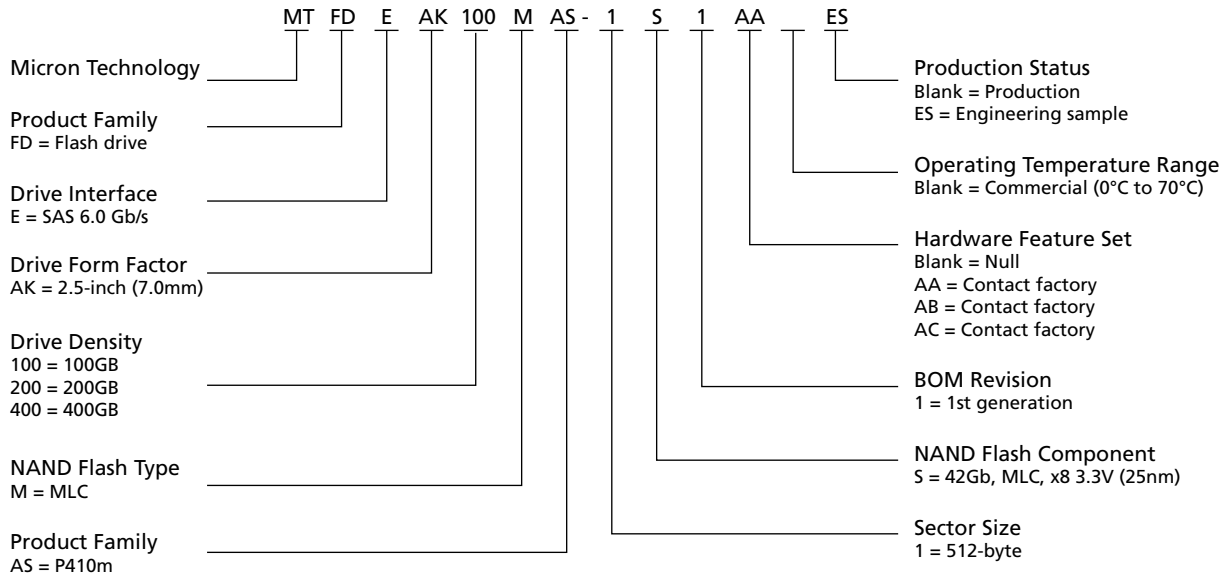 MT FD E AK 100 M AS - 1 S 1 AA ES
Micron Technology
Product Family
FD = Flash drive
Drive Interface
E = SAS 6.0 Gb/s
Drive Form Factor
AK = 2.5-inch (7.0mm)
Drive Density
100 = 100GB
200 = 200GB
400 = 400GB
NAND Flash Type
M = MLC
Product Family
AS = P410m
Production Status
Blank = Production
ES = Engineering sample
Operating Temperature Range
Blank = Commercial (0°C to 70°C)
Hardware Feature Set
Blank = Null
AA = Contact factory
AB = Contact factory
AC = Contact factory
BOM Revision
1 = 1st generation
NAND Flash Component
S = 42Gb, MLC, x8 3.3V (25nm)
Sector Size
1 = 512-byte